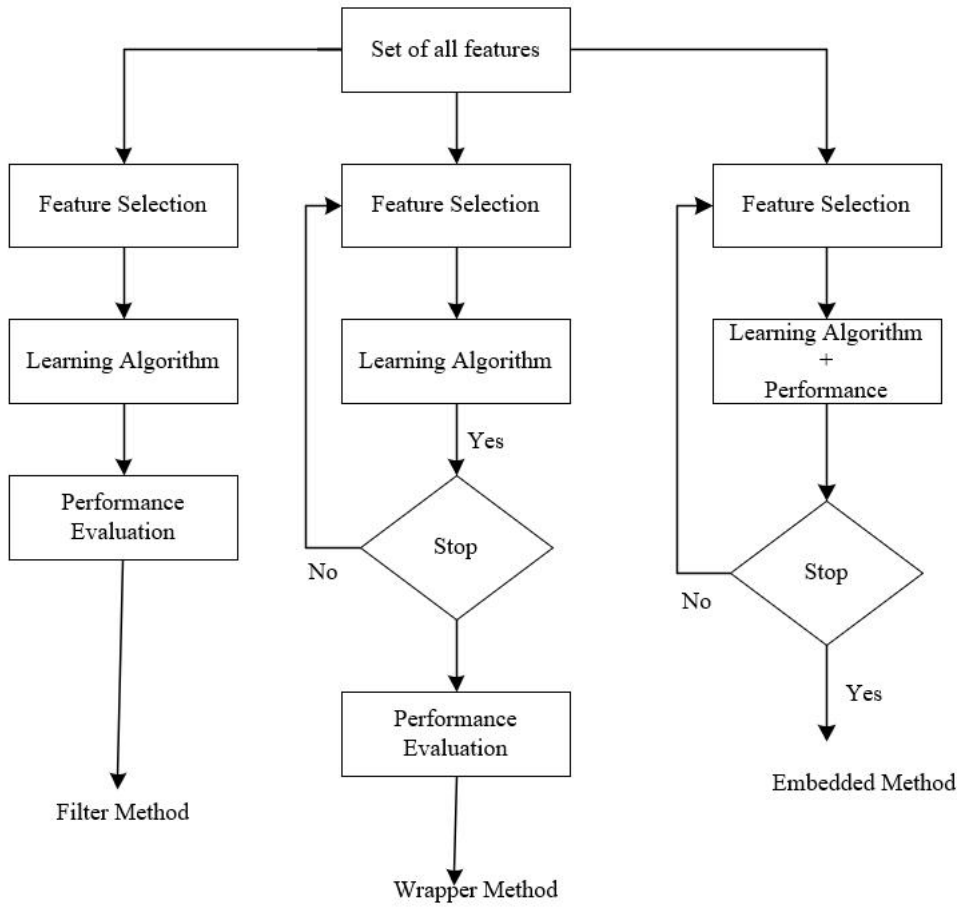 Set of all features
Feature Selection
Feature Selection
Feature Selection
Learning Algorithm
Learning Algorithm
Learning Algorithm
+
Performance
Yes
Performance
Evaluation
Stop
No
Stop
No
Performance
Evaluation
Yes
Filter Method
Embedded Method
Wrapper Method